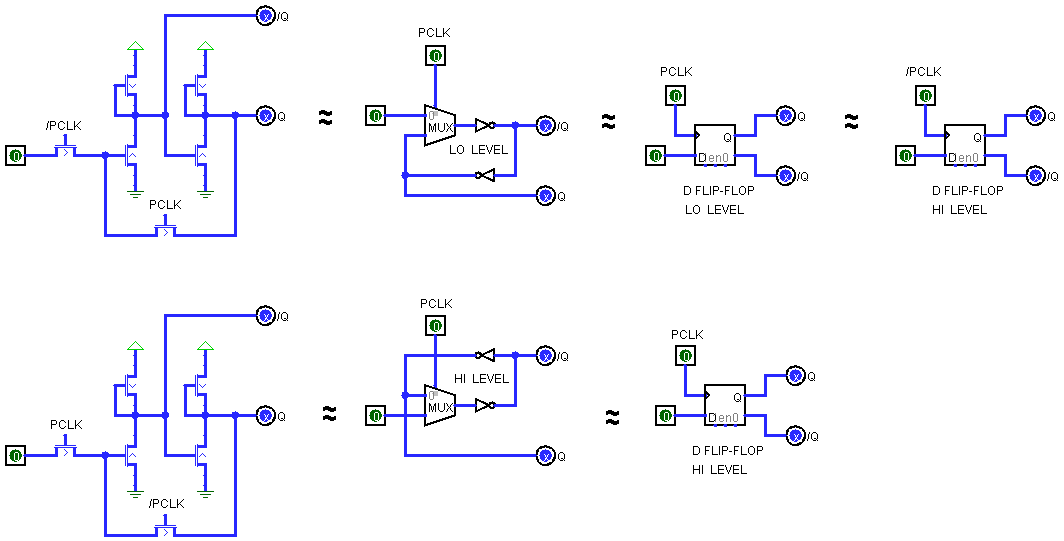 /Q
PCLK
PCLK
/PCLK
0
0
0
0
x /Q
x Q
/PCLK
0
≈
0
0
MUX
x /Q
LO LEVEL
x Q
≈
0
D
Q
en0
x Q
x /Q
D FLIP-FLOP
LO LEVEL
≈
0
D
Q
en0
x Q
x /Q
D FLIP-FLOP
HI LEVEL
PCLK
PCLK
x /Q
x Q
PCLK
0
/PCLK
≈
0
0
0
MUX
HI LEVEL
x /Q
x Q
≈
PCLK
0
0
D
Q
en0
x Q
x /Q
D FLIP-FLOP
HI LEVEL